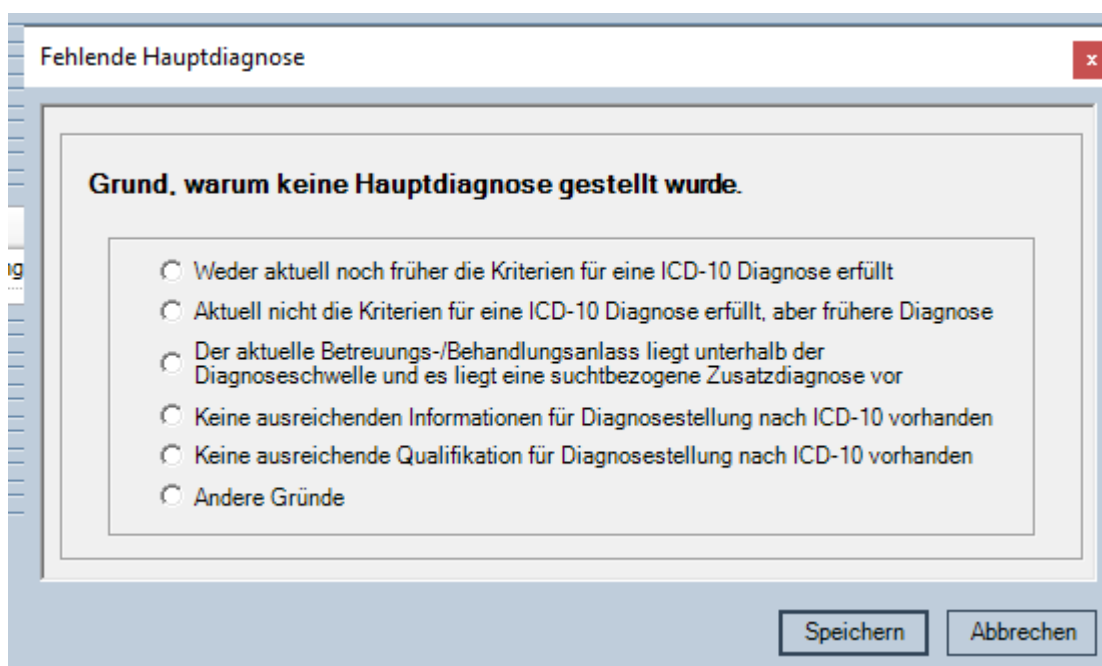 Fehlende Hauptdiagnose
x
Grund, warum keine Hauptdiagnose gestellt wurde.
Weder aktuell noch früher die Kriterien für eine ICD-10 Diagnose erfüllt
Aktuell nicht die Kriterien für eine ICD-10 Diagnose erfüllt, aber frühere Diagnose
Der aktuelle Betreuungs-/Behandlungsanlass liegt unterhalb der
Diagnoseschwelle und es liegt eine suchtbezogene Zusatzdiagnose vor
Keine ausreichenden Informationen für Diagnosestellung nach ICD-10 vorhanden
Keine ausreichende Qualifikation für Diagnosestellung nach ICD-10 vorhanden
Andere Gründe
Speichern Abbrechen